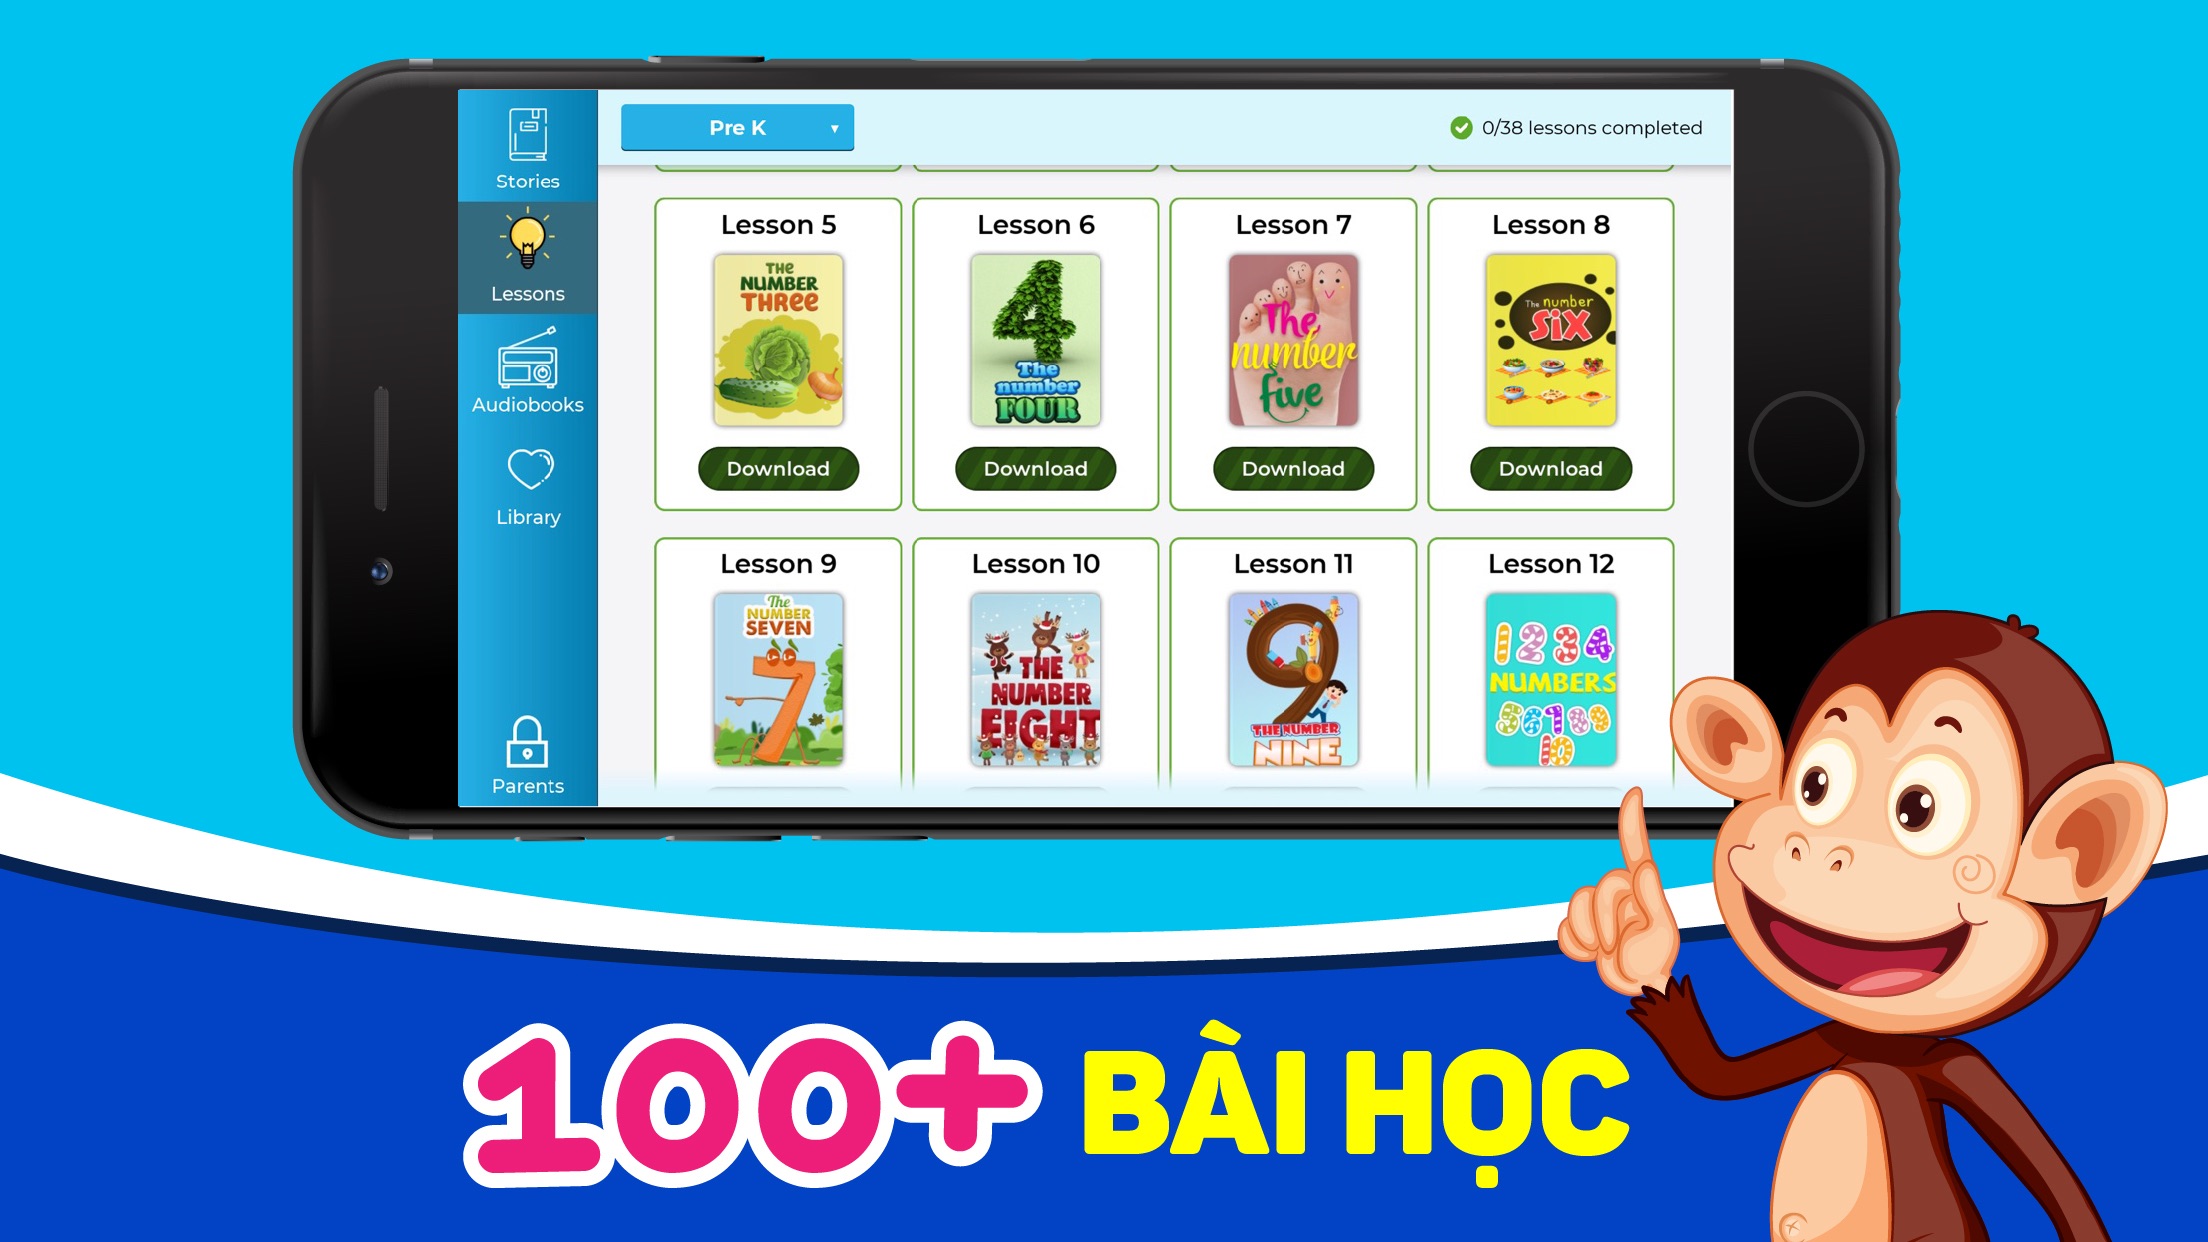 Stories
Lessons
Audiobooks
Library
Parents
Pre K
0/38 lessons completed
Lesson 5
THE
NUMBER
THREE
Download
Lesson 6
4
The
number
FOUR
Download
Lesson 7
The
number
five
Download
Lesson 8
The number
SIX
Download
Lesson 9
The
NUMBER
SEVEN
7
Lesson 10
THE
NUMBER
EIGHT
Lesson 11
9
THE NUMBER
NINE
Lesson 12
1234
NUMBERS
56789
10
100+ BÀI HỌC